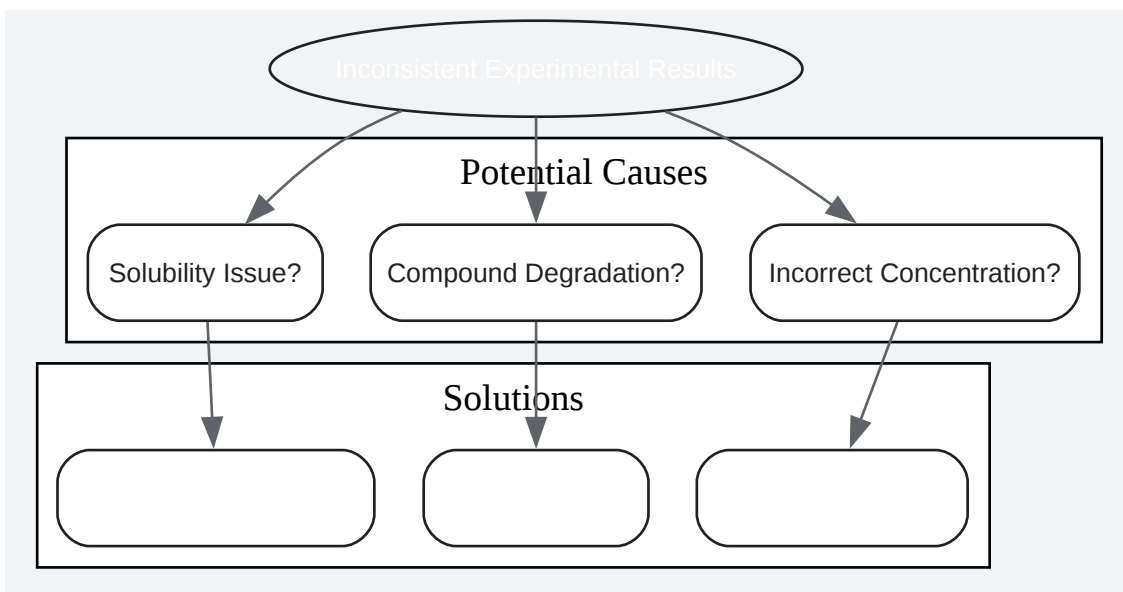 Inconsistent Experimental Results
Potential Causes
Solubility Issue?
Compound Degradation?
Incorrect Concentration?
Solutions